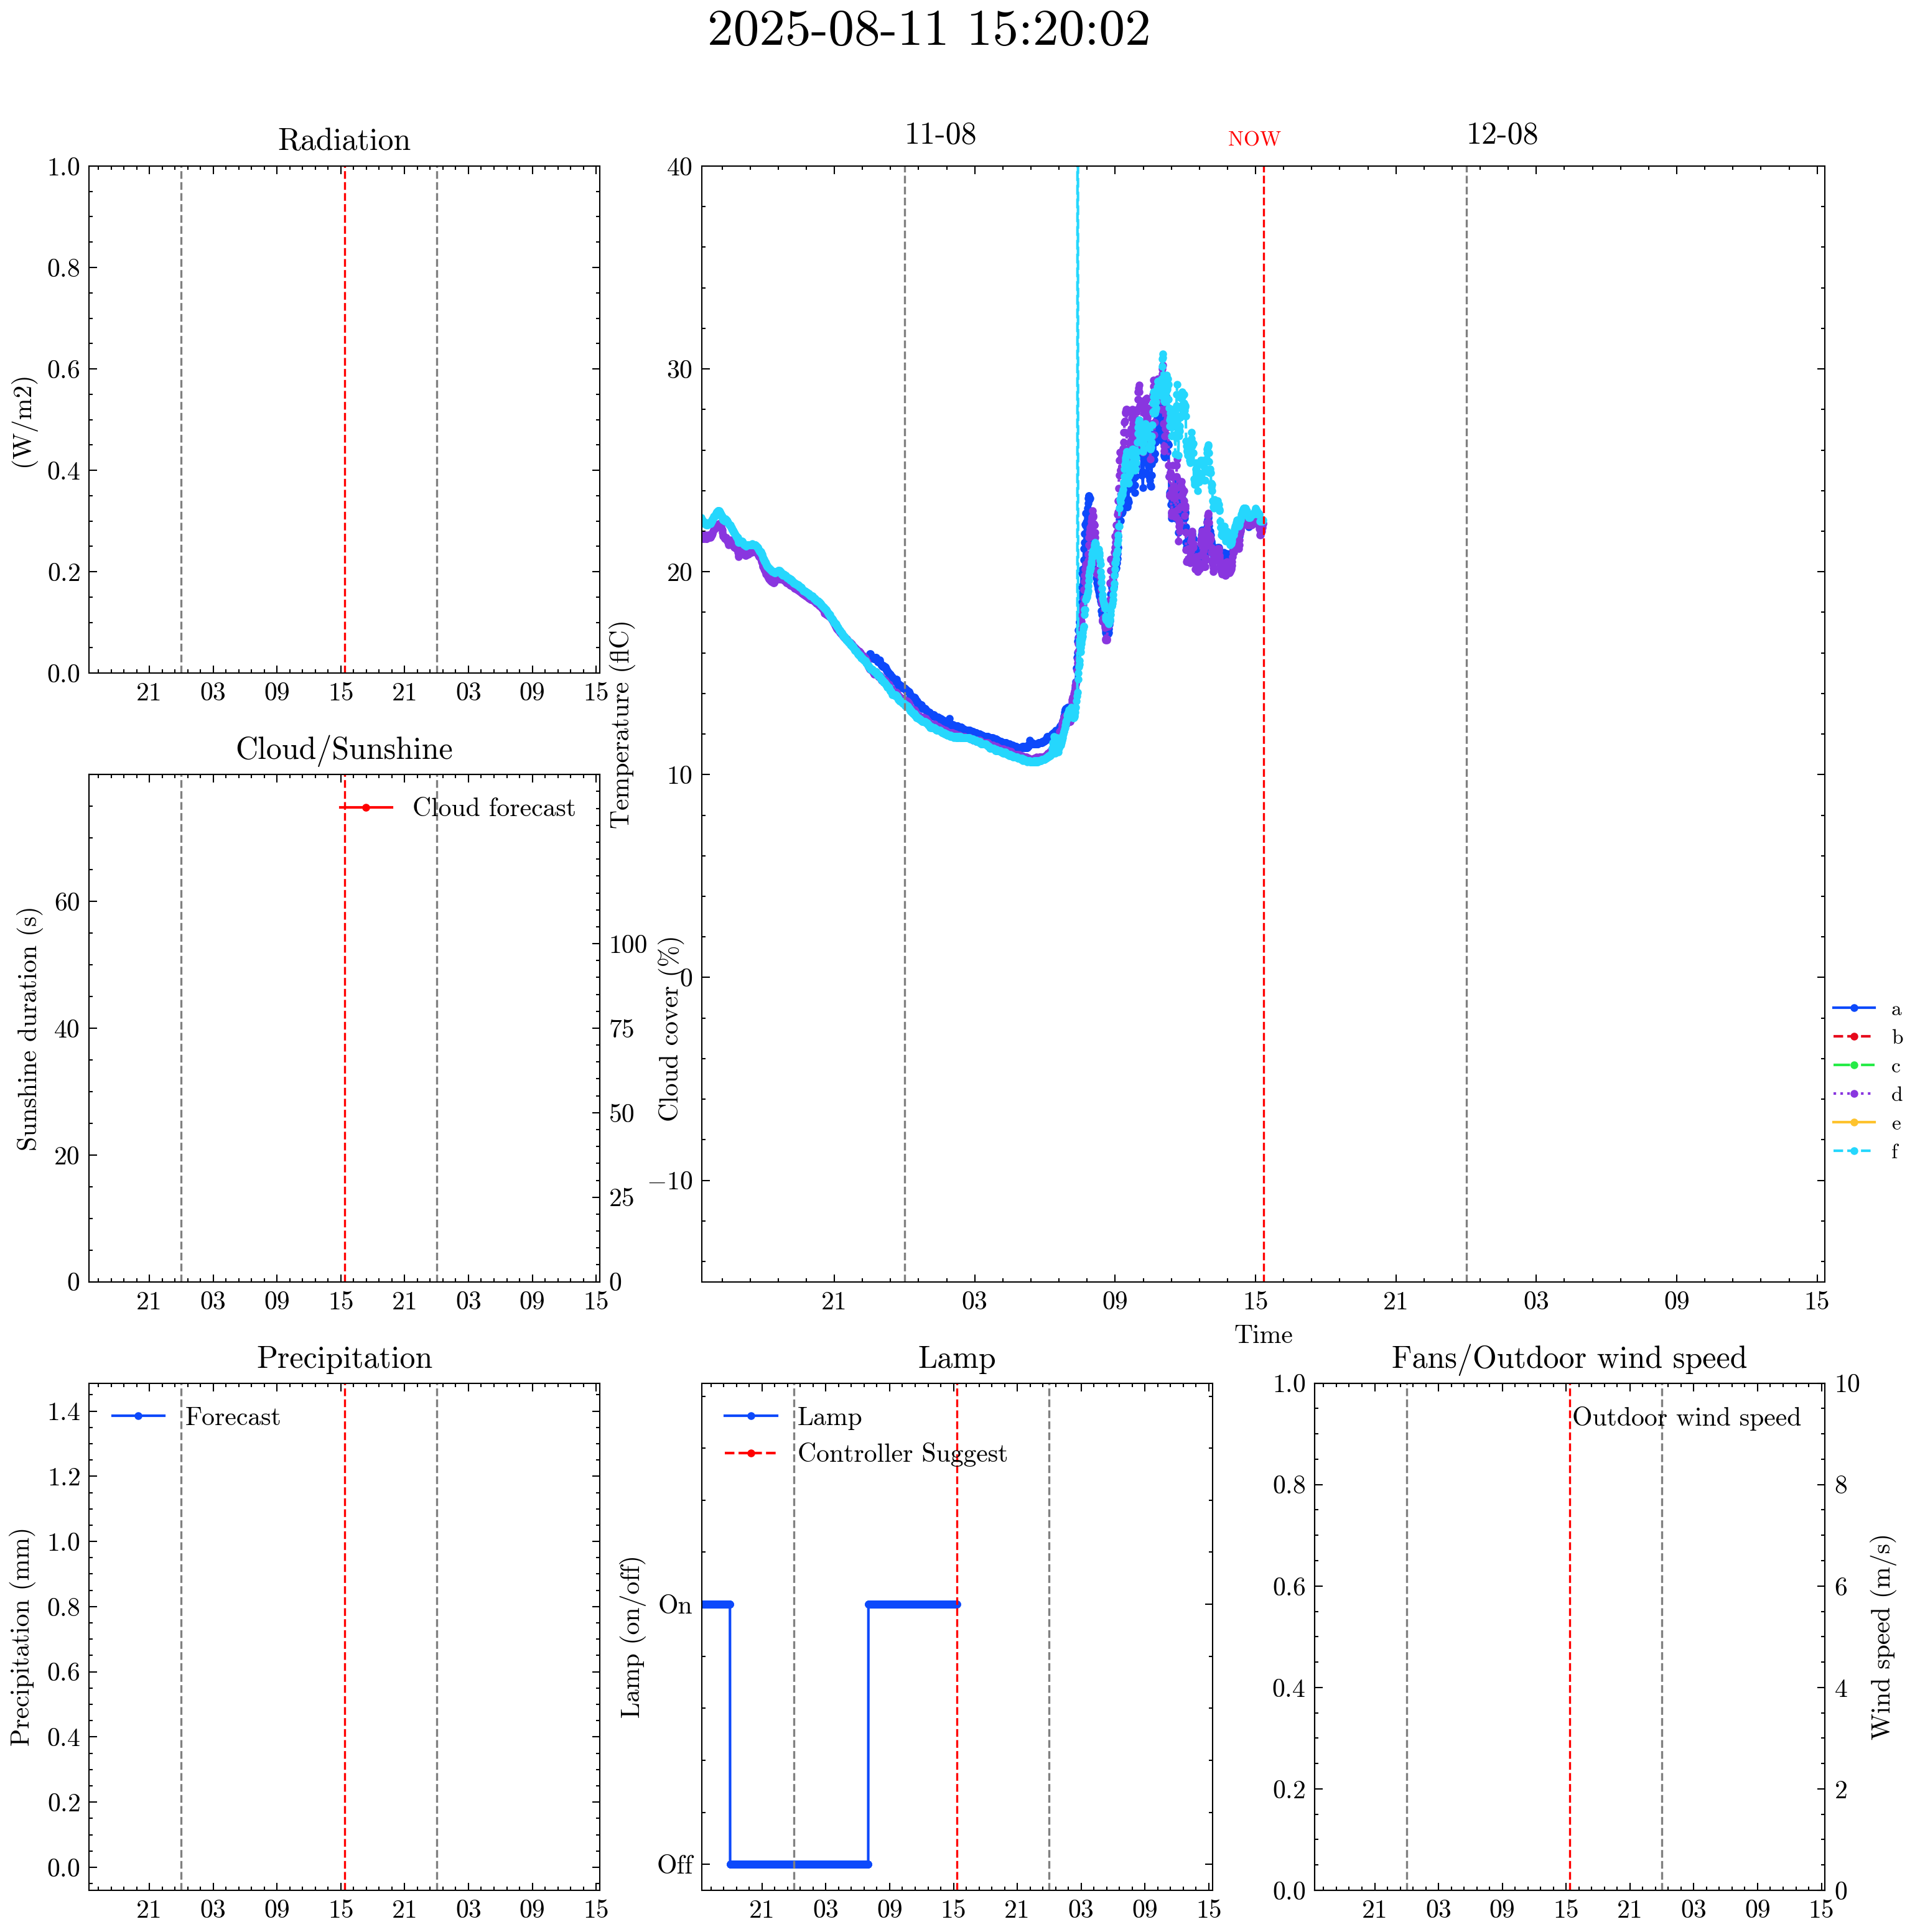 2025-08-11 15:20:02
Radiation
1.0
0.8
0.6
0.4
0.2
0.0
(W/m2)
21 03 09 15 21 03 09 15
11-08
NOW
12-08
40
30
20
10
0
−10
Temperature (flC)
21 03 09 15 21 03 09 15
Time
a
b
c
d
e
f
Cloud/Sunshine
Cloud forecast
60
40
20
0
Sunshine duration (s)
100
75
50
25
0
Cloud cover (%)
21 03 09 15 21 03 09 15
Precipitation
Forecast
1.4
1.2
1.0
0.8
0.6
0.4
0.2
0.0
Precipitation (mm)
21 03 09 15 21 03 09 15
Lamp
Lamp
Controller Suggest
On
Off
Lamp (on/off)
21 03 09 15 21 03 09 15
Fans/Outdoor wind speed
Outdoor wind speed
1.0
0.8
0.6
0.4
0.2
0.0
10
8
6
4
2
0
Wind speed (m/s)
21 03 09 15 21 03 09 15